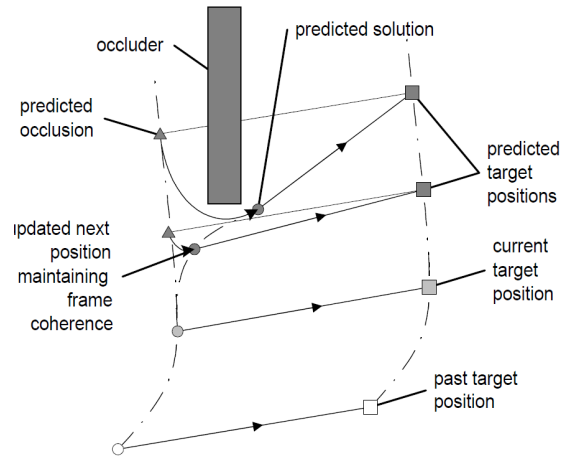 predicted solution
occluder
predicted
occlusion
predicted
target
positions
updated next
position
maintaining
frame
coherence
current
target
position
past target
position